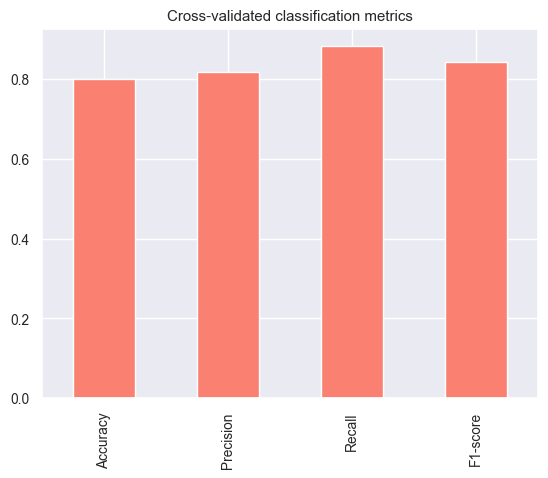 Cross-validated classification metrics
0.8
0.6
0.4
0.2
0.0
Accuracy
Precision
Recall
F1-score